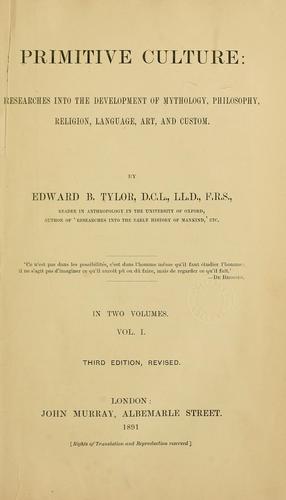 PRIMITIVE CULTURE:
RESEARCHES INTO THE DEVELOPMENT OF MYTHOLOGY, PHILOSOPHY,
RELIGION, LANGUAGE, ART, AND CUSTOM.
BY
EDWARD B. TYLOR, D.C.L., LL.D., F.R.S.,
READER IN ANTHROPOLOGY IN THE UNIVERSITY OF OXFORD,
AUTHOR OF 'RESEARCHES INTO THE EARLY HISTORY OF MANKIND,' ETC.
'Ce n'est pas dans les possibilités, c'est dans l'homme même qu'il faut étudier l'homme:
il ne s'agit pas d'imaginer ce qu'il auroit pû ou dû faire, mais de regarder ce qu'il fait.'
—DE BROSSES.
IN TWO VOLUMES.
VOL. I.
THIRD EDITION, REVISED.
LONDON:
JOHN MURRAY, ALBEMARLE STREET.
1891
[Rights of Translation and Reproduction reserved]